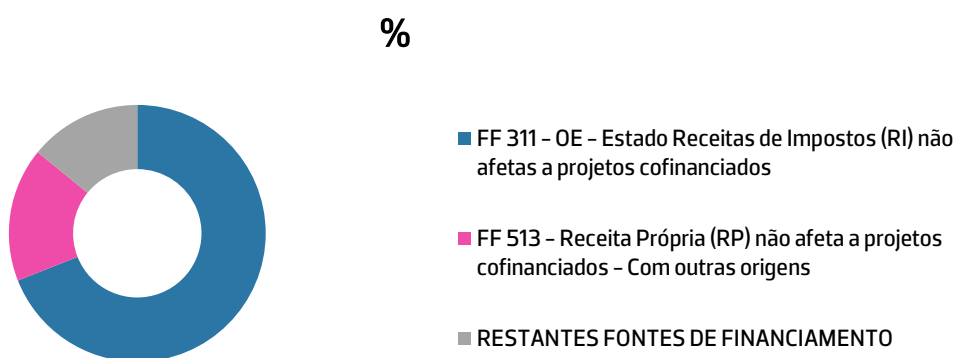 %
FF 311 – OE – Estado Receitas de Impostos (RI) não
afetas a projetos cofinanciados
FF 513 – Receita Própria (RP) não afeta a projetos
cofinanciados – Com outras origens
RESTANTES FONTES DE FINANCIAMENTO